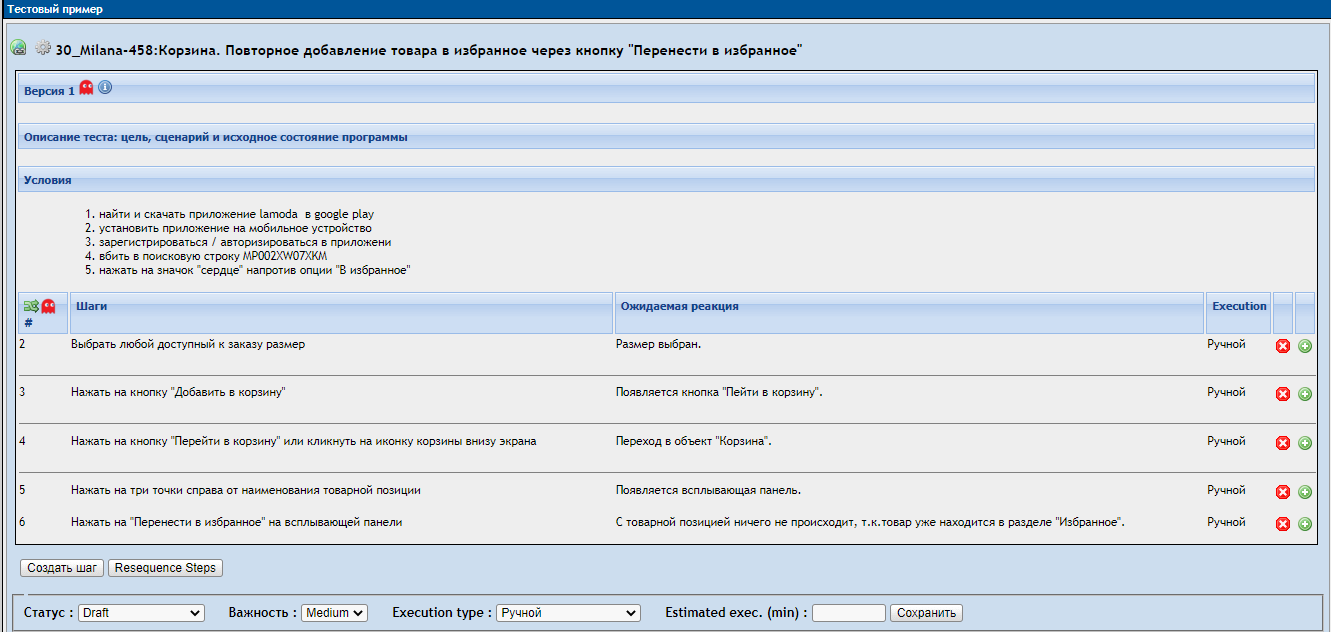 Тестовый пример
30_Milana-458:Корзина. Повторное добавление товара в избранное через кнопку "Перенести в избранное"
Версия 1
Описание теста: цель, сценарий и исходное состояние программы
Условия
1. найти и скачать приложение lamoda в google play
2. установить приложение на мобильное устройство
3. зарегистрироваться / авторизироваться в приложени
4. вбить в поисковую строку MP002XW07XKM
5. нажать на значок "сердце" напротив опции "В избранное"
# Шаги Ожидаемая реакция Execution
2 Выбрать любой доступный к заказу размер Размер выбран. Ручной
3 Нажать на кнопку "Добавить в корзину" Появляется кнопка "Пейти в корзину". Ручной
4 Нажать на кнопку "Перейти в корзину" или кликнуть на иконку корзины внизу экрана Переход в объект "Корзина". Ручной
5 Нажать на три точки справа от наименования товарной позиции Появляется всплывающая панель. Ручной
6 Нажать на "Перенести в избранное" на всплывающей панели С товарной позицией ничего не происходит, т.к.товар уже находится в разделе "Избранное". Ручной
Создать шаг Resequence Steps
Статус : Draft Важность : Medium Execution type : Ручной Estimated exec. (min) : Сохранить